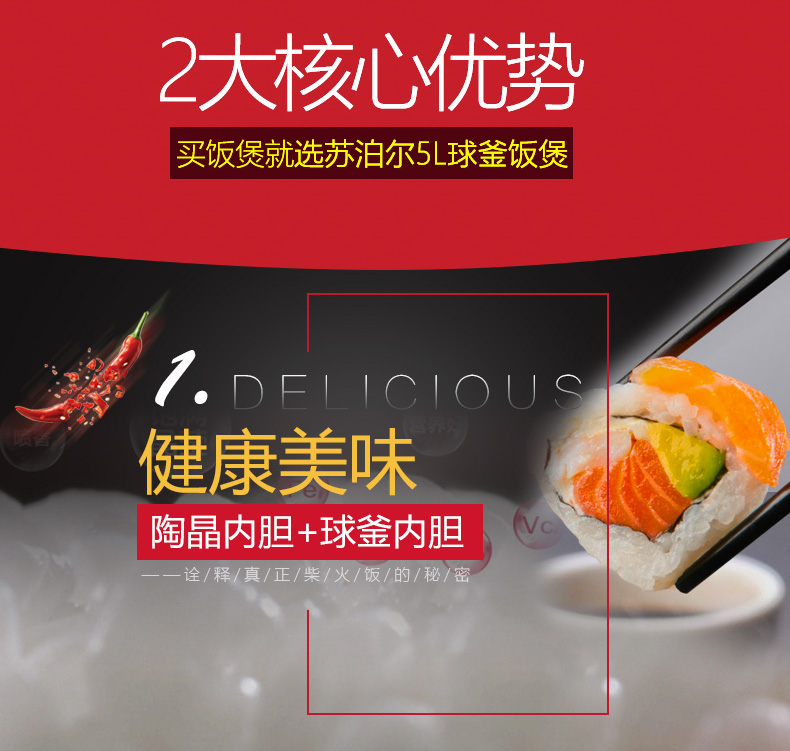 2大核心优势
买饭煲就选苏泊尔5L球釜饭煲
1. DELICIOUS
健康美味
陶晶内胆+球釜内胆
——诠/释/真/正/柴/火/饭/的/秘/密
Vc